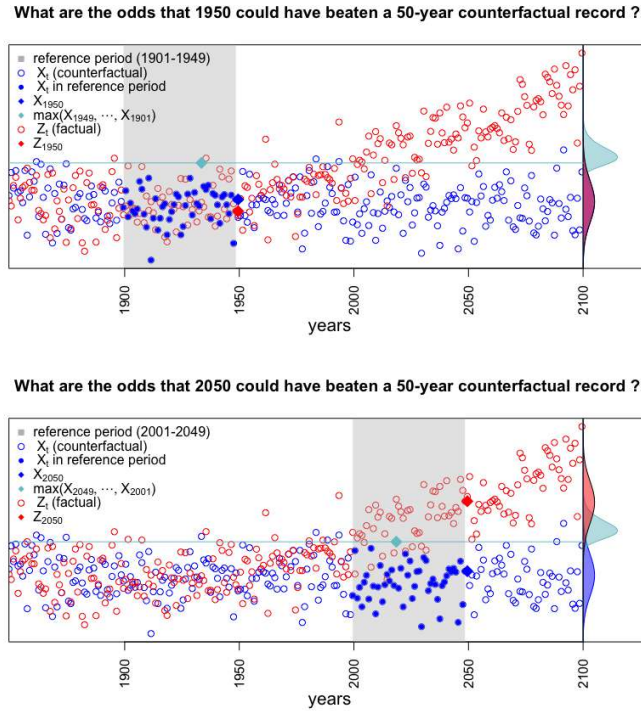 What are the odds that 1950 could have beaten a 50-year counterfactual record ?
reference period (1901-1949)
Xt (counterfactual)
Xt in reference period
X1950
max(X1949, ⋯, X1901)
Zt (factual)
Z1950
1900
1950
2000
2050
2100
years
What are the odds that 2050 could have beaten a 50-year counterfactual record ?
reference period (2001-2049)
Xt (counterfactual)
Xt in reference period
X2050
max(X2049, ⋯, X2001)
Zt (factual)
Z2050
1900
1950
2000
2050
2100
years